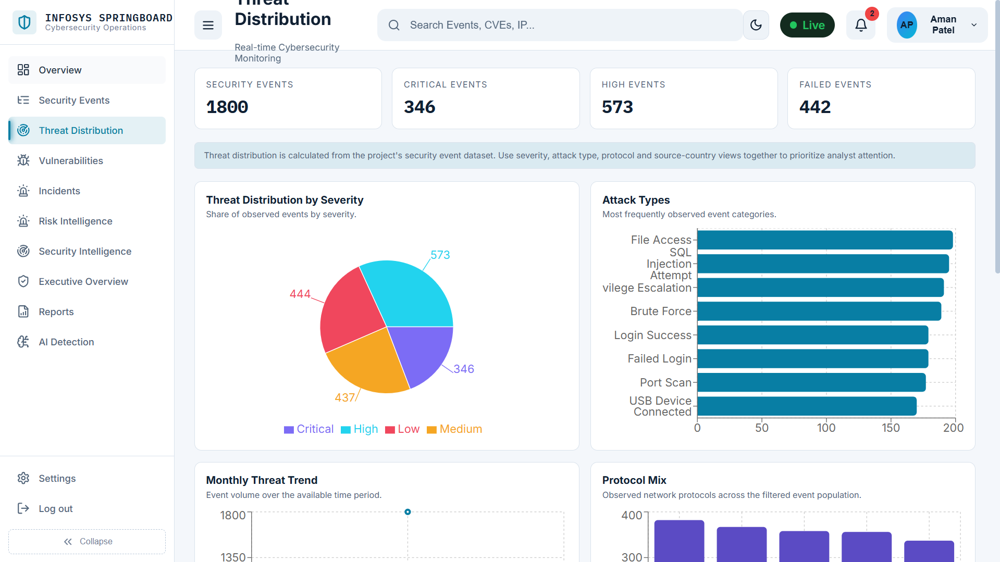 INFOSYS SPRINGBOARD
Cybersecurity Operations
Overview
Security Events
Threat Distribution
Vulnerabilities
Incidents
Risk Intelligence
Security Intelligence
Executive Overview
Reports
AI Detection
Settings
Log out
Collapse
Threat
Distribution
Real-time Cybersecurity
Monitoring
Search Events, CVEs, IP...
Live
2
AP
Aman
Patel
SECURITY EVENTS
1800
CRITICAL EVENTS
346
HIGH EVENTS
573
FAILED EVENTS
442
Threat distribution is calculated from the project's security event dataset. Use severity, attack type, protocol and source-country views together to prioritize analyst attention.
Threat Distribution by Severity
Share of observed events by severity.
573
444
346
437
Critical High Low Medium
Attack Types
Most frequently observed event categories.
File Access
SQL
Injection
Attempt
vilege Escalation
Brute Force
Login Success
Failed Login
Port Scan
USB Device
Connected
0 50 100 150 200
Monthly Threat Trend
Event volume over the available time period.
1800
1350
Protocol Mix
Observed network protocols across the filtered event population.
400
300